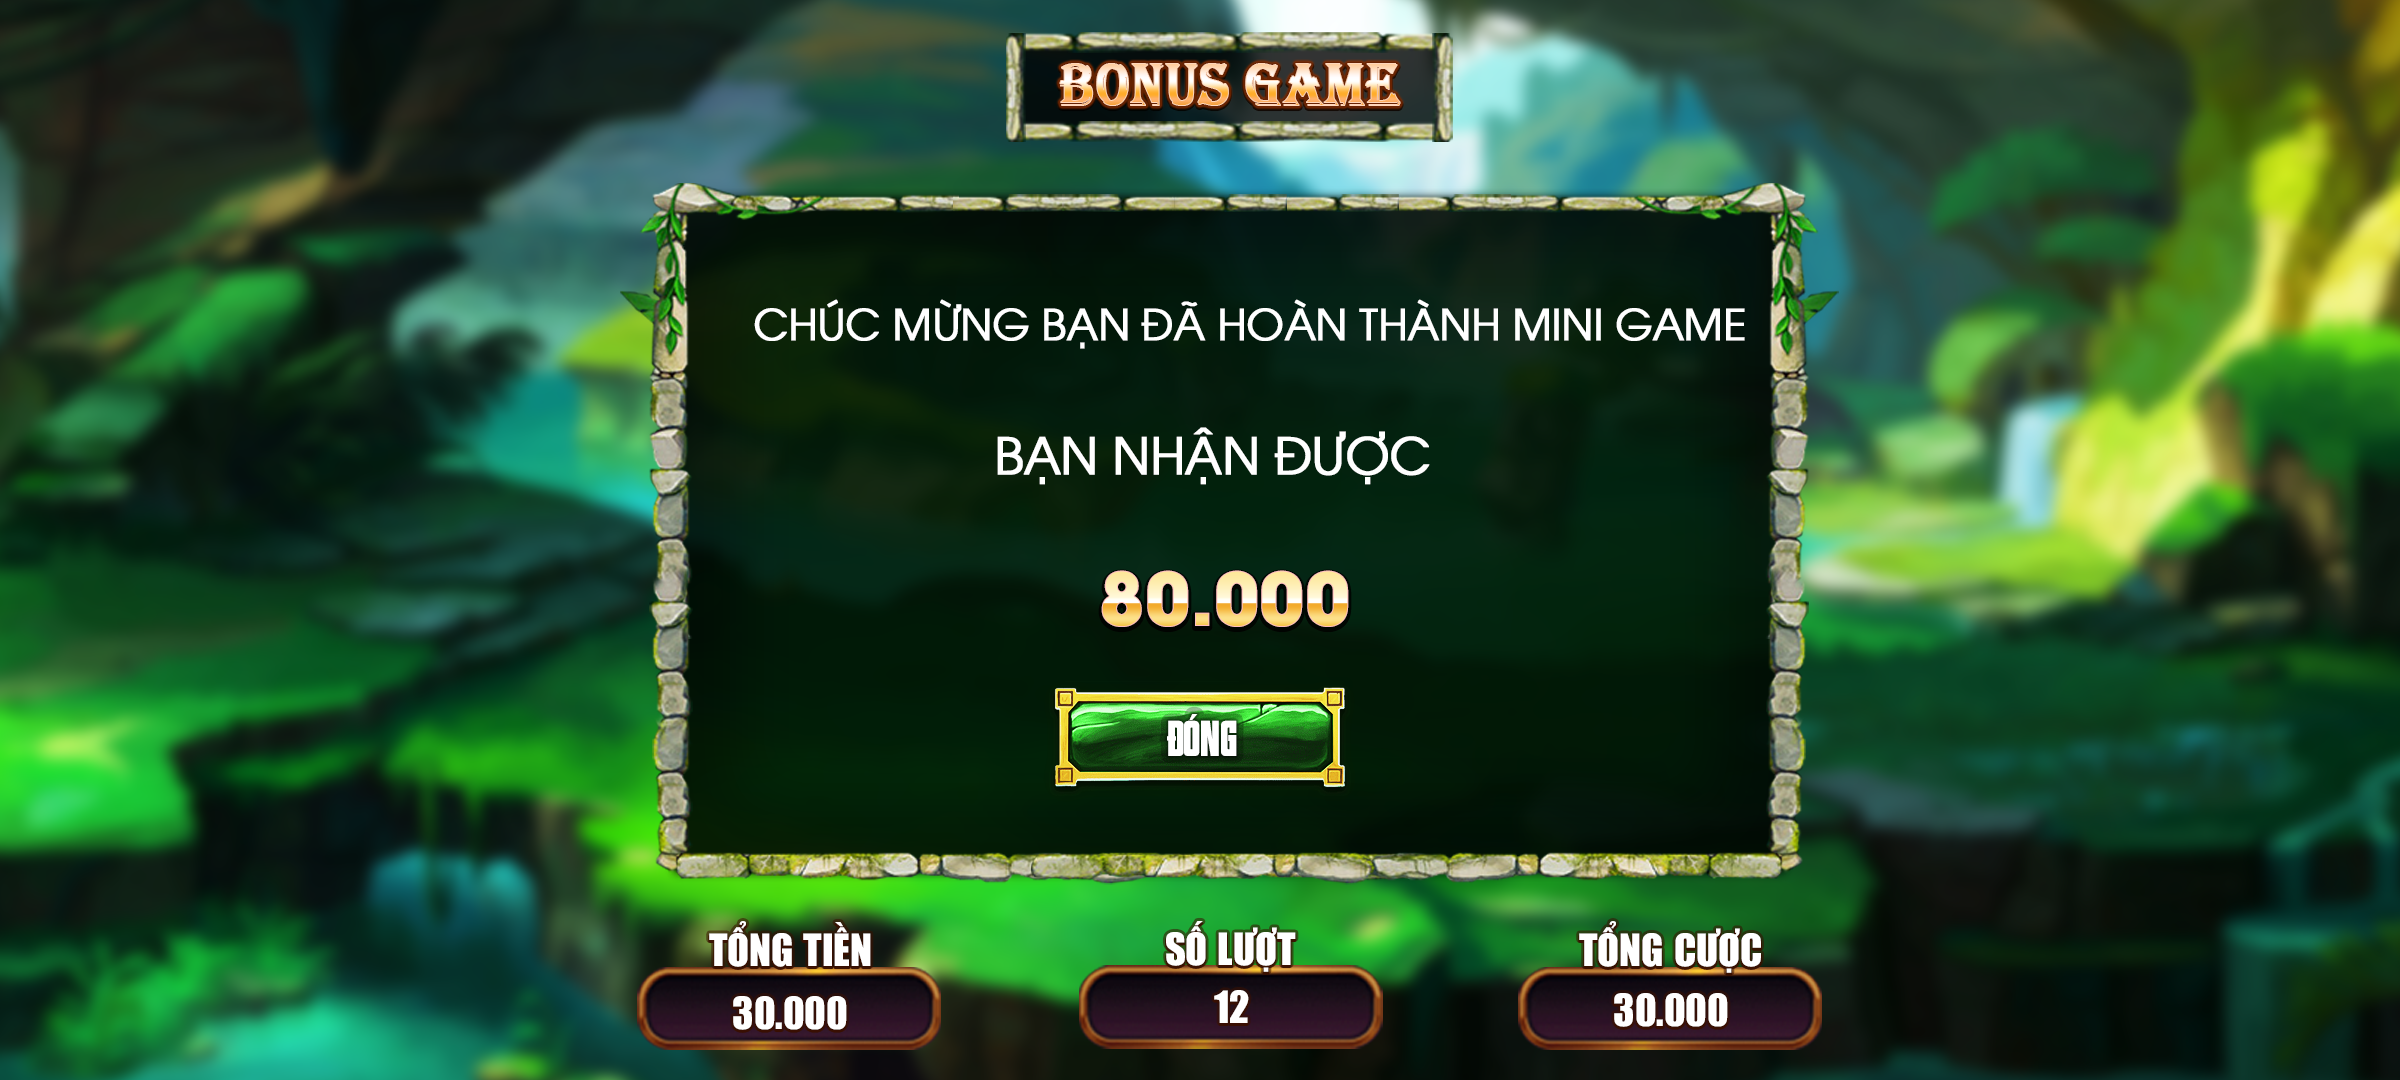 BONUS GAME
CHÚC MỪNG BẠN ĐÃ HOÀN THÀNH MINI GAME
BẠN NHẬN ĐƯỢC
80.000
ĐÓNG
TỔNG TIỀN
30.000
SỐ LƯỢT
12
TỔNG CƯỢC
30.000